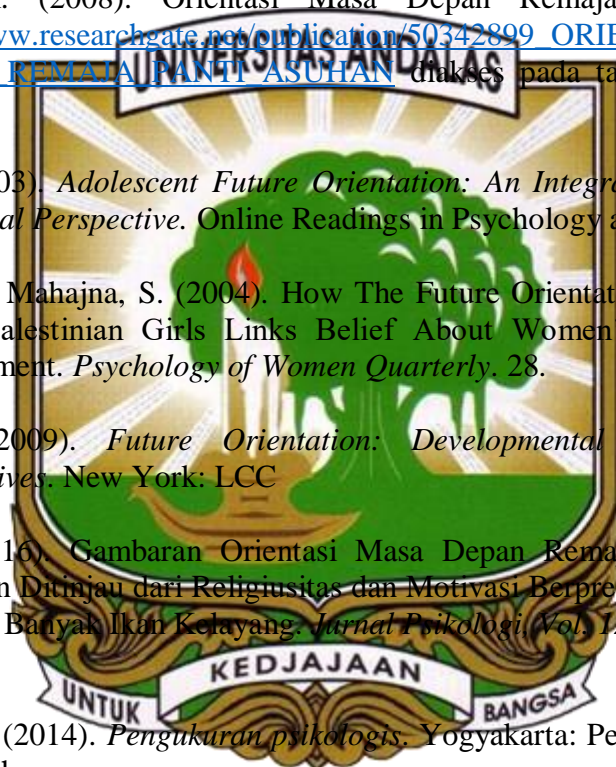 . (2008). Orientasi Masa Depan Remaja
ww.researchgate.net/publication/50342899_ORIE
REMAJA_PANTI_ASUHAN diakses pada ta
UNIVERSITAS ANDALAS
03). Adolescent Future Orientation: An Integra
al Perspective. Online Readings in Psychology a
Mahajna, S. (2004). How The Future Orientat
alestinian Girls Links Belief About Women
ment. Psychology of Women Quarterly. 28.
2009). Future Orientation: Developmental
ives. New York: LCC
16). Gambaran Orientasi Masa Depan Rema
n Ditinjau dari Religiusitas dan Motivasi Berpre
Banyak Ikan Kelayang. Jurnal Psikologi, Vol. 1
UNTUK KEDJAJAAN BANGSA
(2014). Pengukuran psikologis. Yogyakarta: Pe